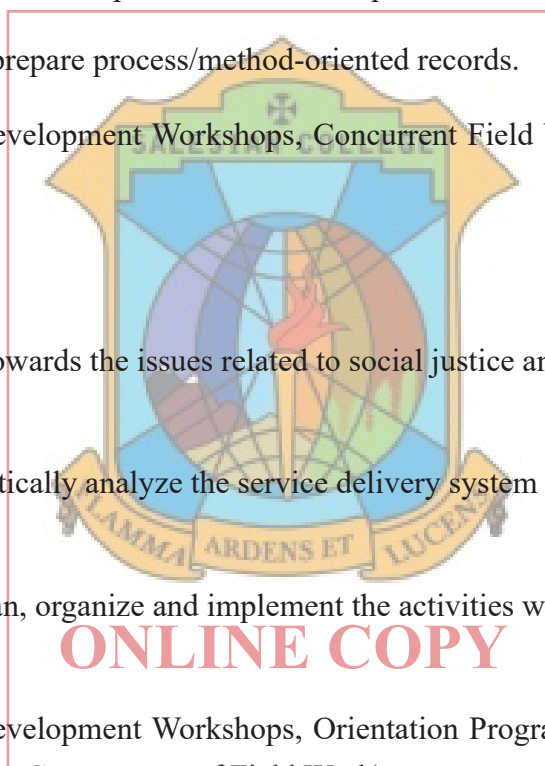 prepare process/method-oriented records.
evelopment Workshops, Concurrent Field
SALESIAN COLLEGE
owards the issues related to social justice an
tically analyze the service delivery system
FLAMMA ARDENS ET LUCENS
an, organize and implement the activities w
ONLINE COPY
evelopment Workshops, Orientation Progra